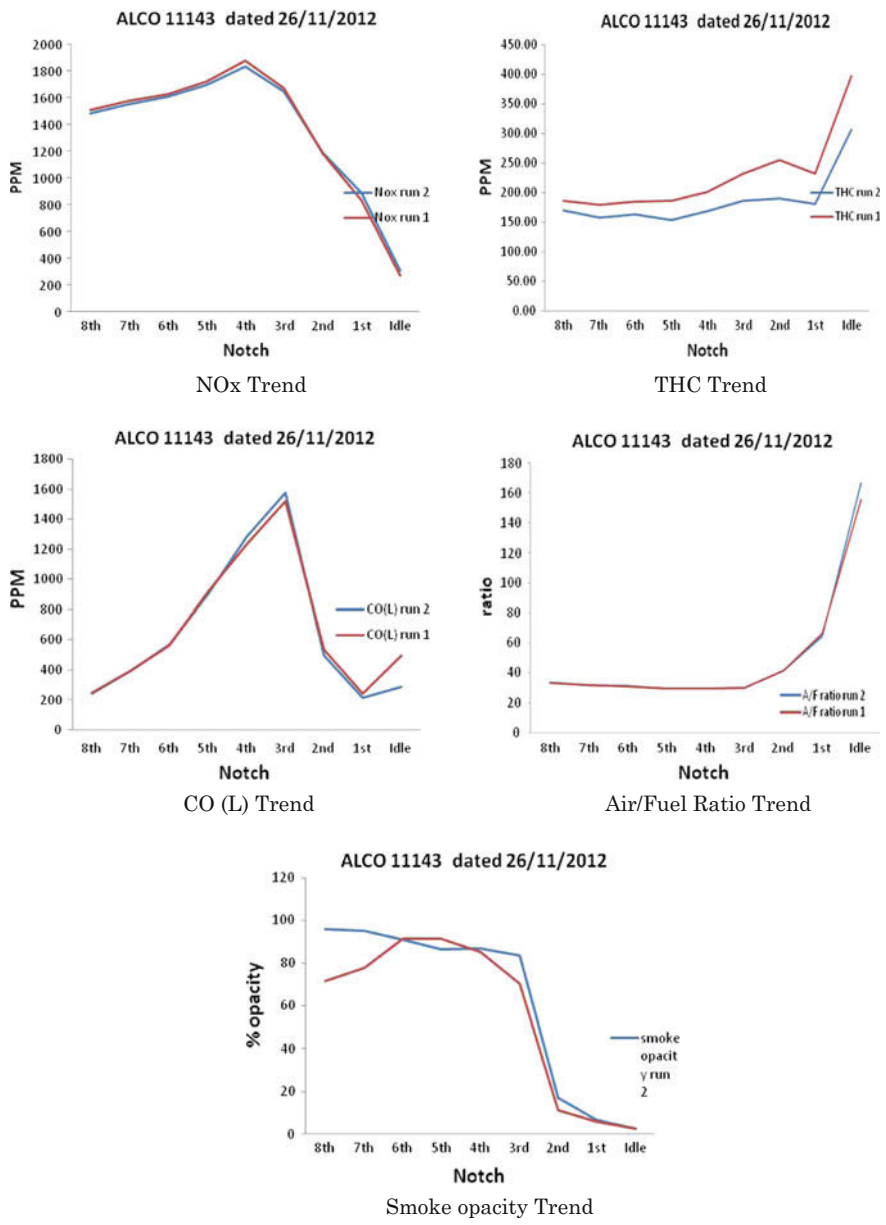 ALCO 11143 dated 26/11/2012
2000
1800
1600
1400
1200
1000
800
600
400
200
0
PPM
Nox run 2
Nox run 1
8th 7th 6th 5th 4th 3rd 2nd 1st Idle
Notch
NOx Trend
ALCO 11143 dated 26/11/2012
450.00
400.00
350.00
300.00
250.00
200.00
150.00
100.00
50.00
0.00
PPM
THC run 2
THC run 1
8th 7th 6th 5th 4th 3rd 2nd 1st Idle
Notch
THC Trend
ALCO 11143 dated 26/11/2012
1800
1600
1400
1200
1000
800
600
400
200
0
PPM
CO(L) run 2
CO(L) run 1
8th 7th 6th 5th 4th 3rd 2nd 1st Idle
Notch
CO (L) Trend
ALCO 11143 dated 26/11/2012
180
160
140
120
100
80
60
40
20
0
ratio
A/F ratio run 2
A/F ratio run 1
8th 7th 6th 5th 4th 3rd 2nd 1st Idle
Notch
Air/Fuel Ratio Trend
ALCO 11143 dated 26/11/2012
120
100
80
60
40
20
0
% opacity
smoke
opacit
y run
2
8th 7th 6th 5th 4th 3rd 2nd 1st Idle
Notch
Smoke opacity Trend